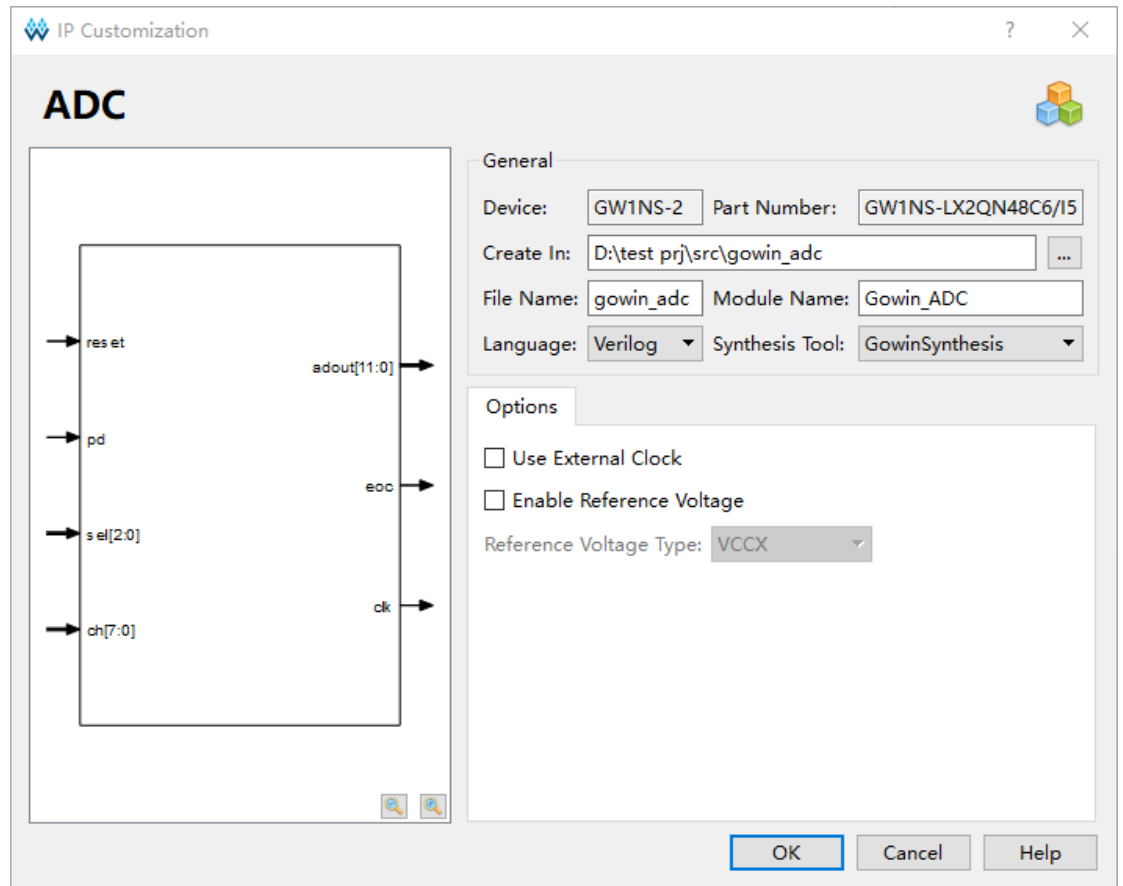 IP Customization
?
ADC
reset
pd
sel[2:0]
ch[7:0]
adout[11:0]
eoc
clk
General
Device: GW1NS-2 Part Number: GW1NS-LX2QN48C6/I5
Create In: D:\test prj\src\gowin_adc ...
File Name: gowin_adc Module Name: Gowin_ADC
Language: Verilog Synthesis Tool: GowinSynthesis
Options
Use External Clock
Enable Reference Voltage
Reference Voltage Type: VCCX
OK Cancel Help